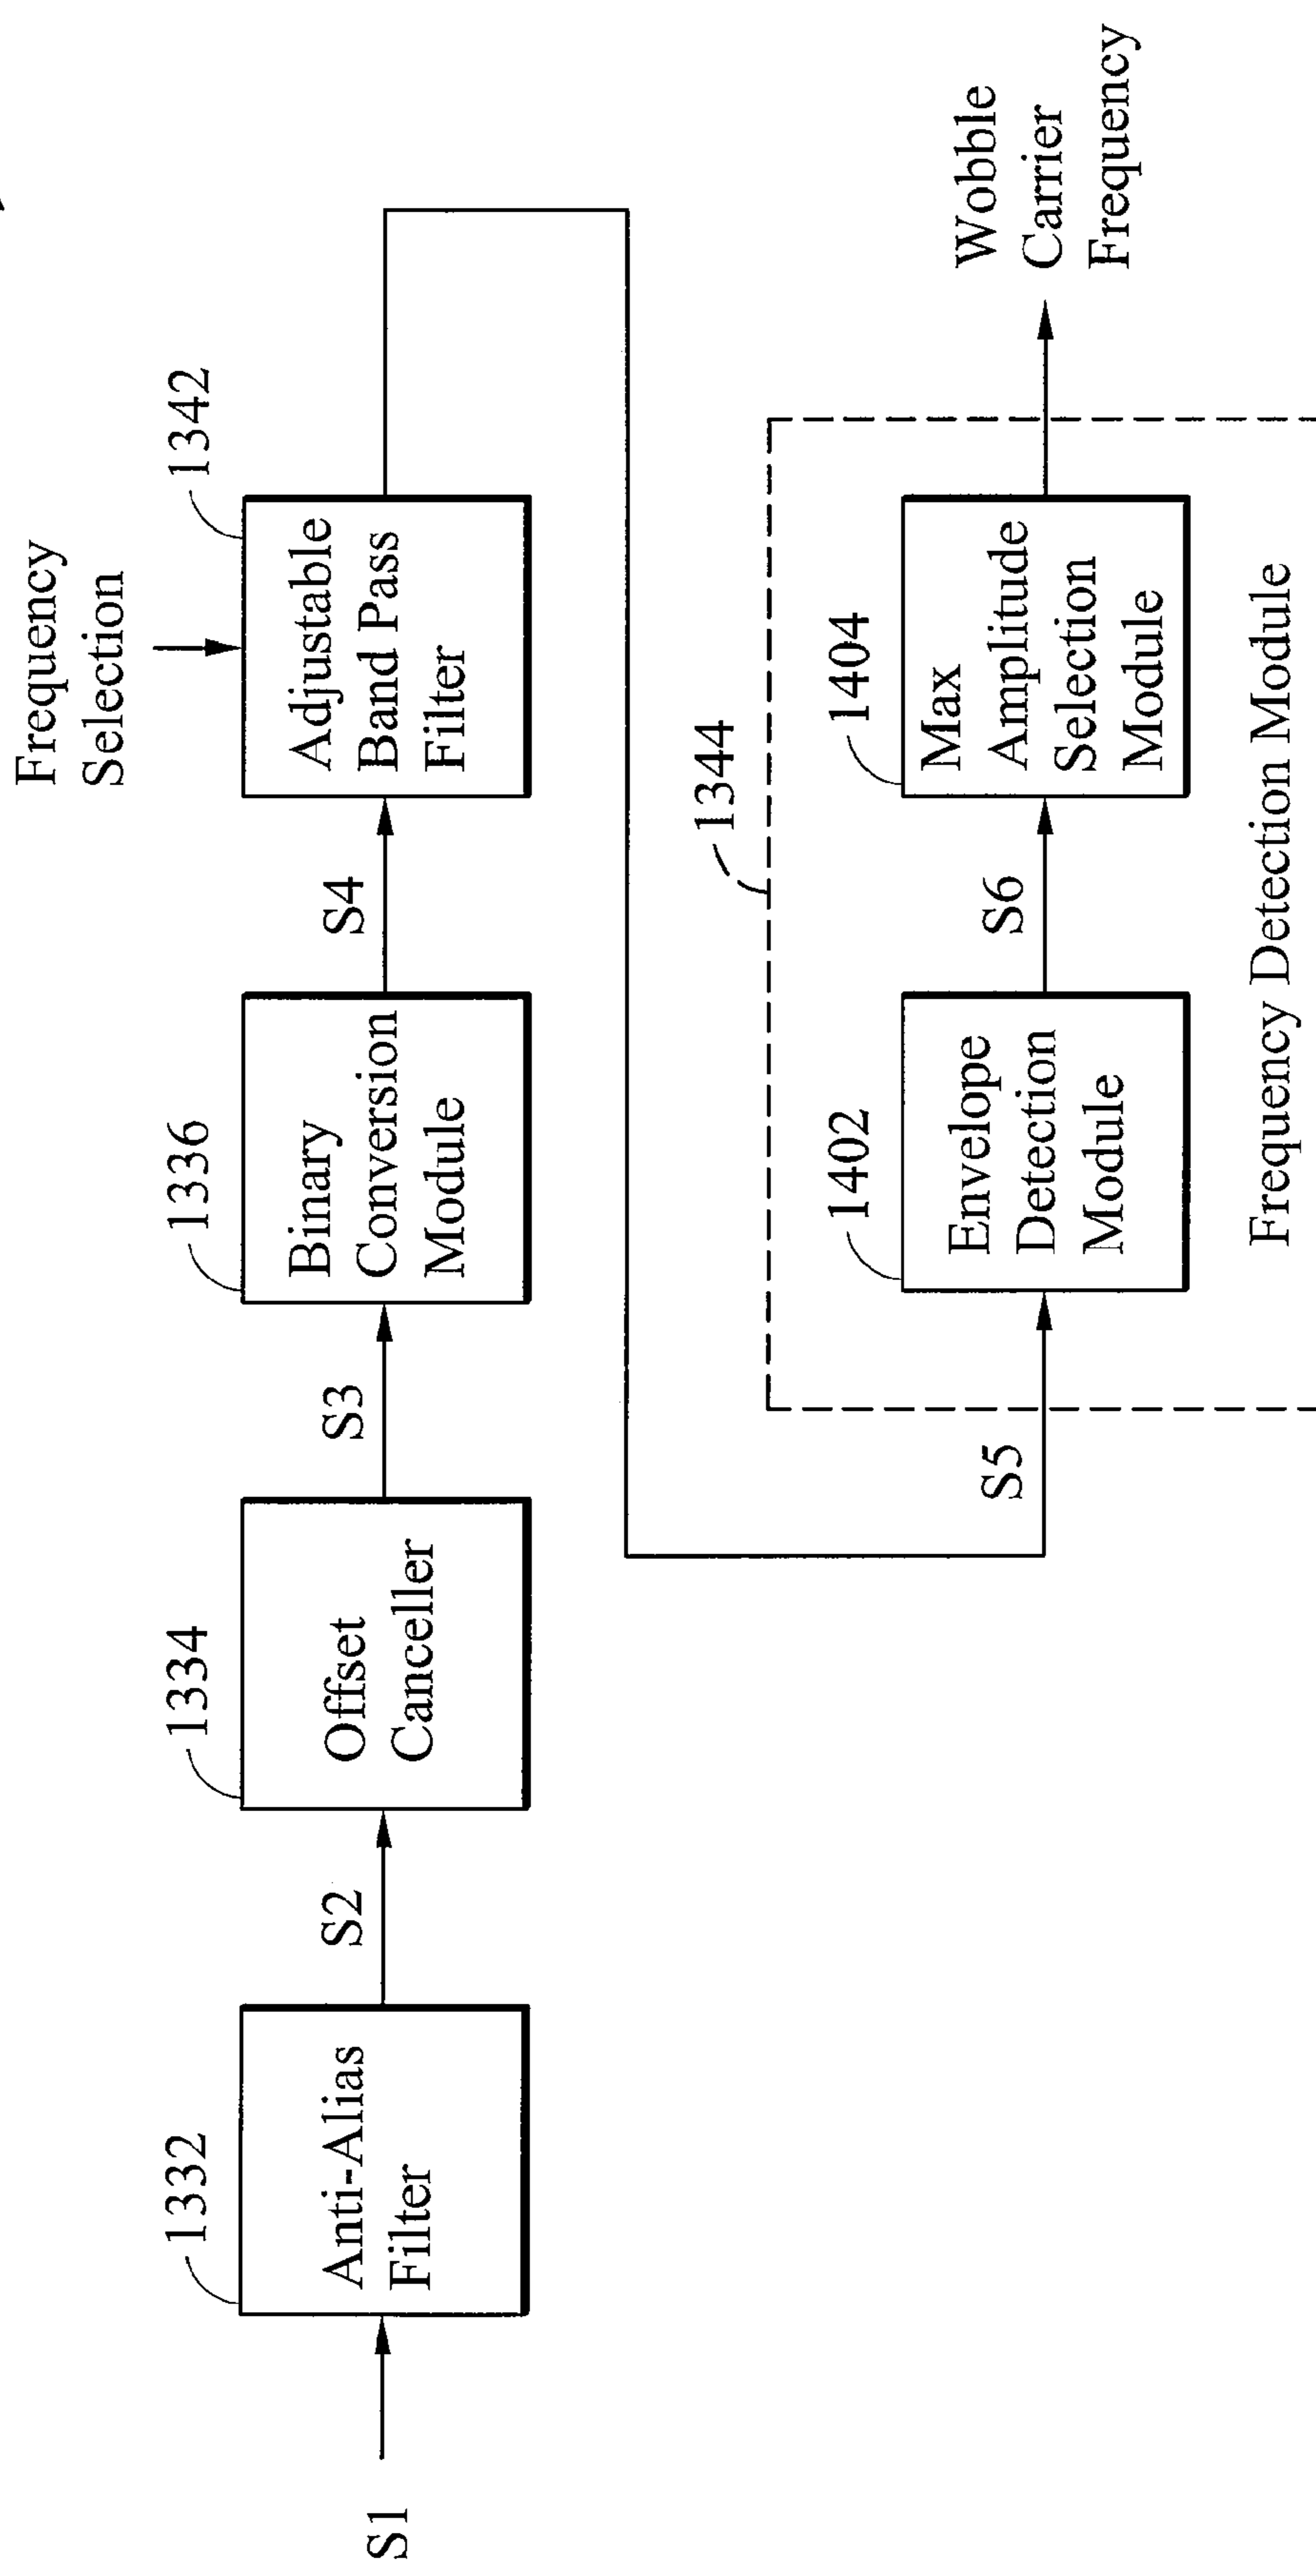 Frequency
Selection
1332
1334
1336
1342
S1
Anti-Alias
Filter
S2
Offset
Canceller
S3
Binary
Conversion
Module
S4
Adjustable
Band Pass
Filter
1344
1402
1404
S5
Envelope
Detection
Module
S6
Max
Amplitude
Selection
Module
Wobble
Carrier
Frequency
Frequency Detection Module